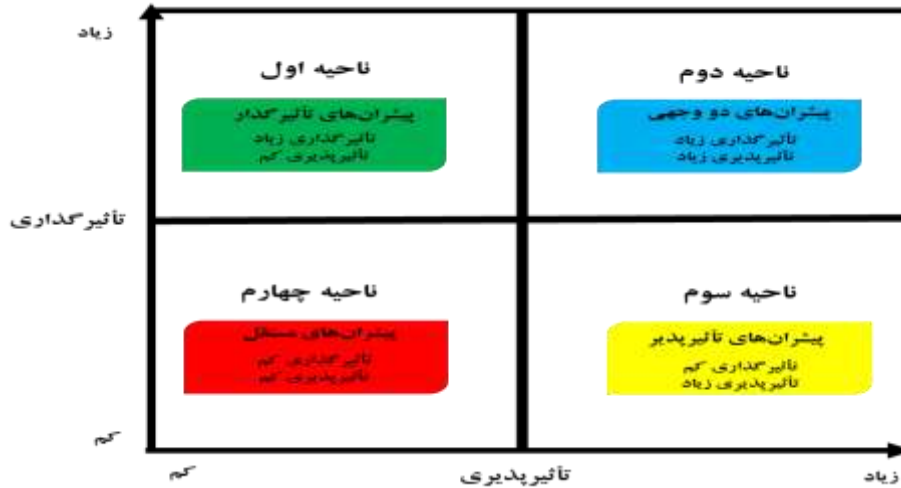 زیاد
ناحیه اول
پیشران‌های تأثیرگذار
تأثیرگذاری زیاد
تأثیرپذیری کم
ناحیه دوم
پیشران‌های دو وجهی
تأثیرگذاری زیاد
تأثیرپذیری زیاد
تأثیرگذاری
ناحیه چهارم
پیشران‌های مستقل
تأثیرگذاری کم
تأثیرپذیری کم
ناحیه سوم
پیشران‌های تأثیرپذیر
تأثیرگذاری کم
تأثیرپذیری زیاد
کم
کم
تأثیرپذیری
زیاد